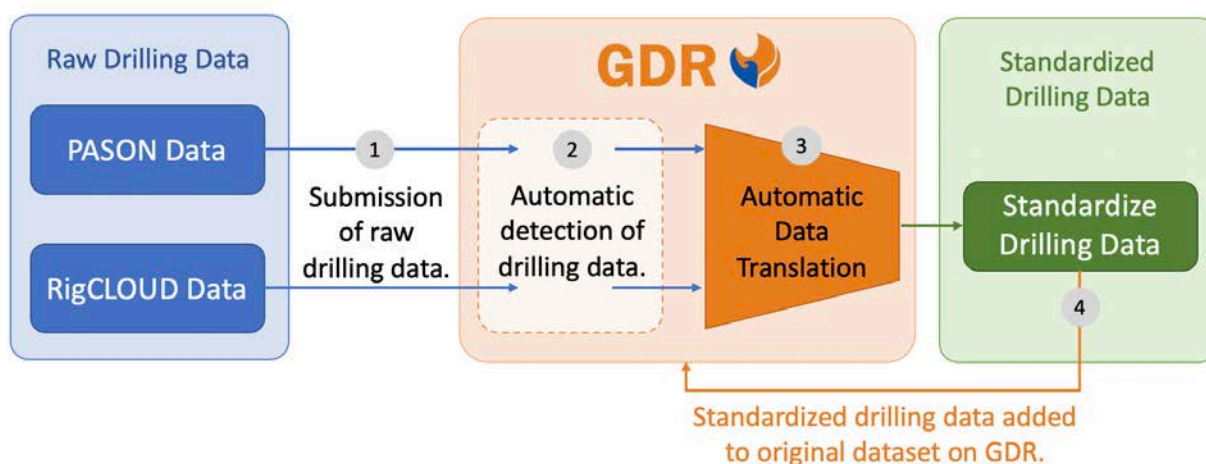 Raw Drilling Data
PASON Data
RigCLOUD Data
1
Submission
of raw
drilling data.
GDR
2
Automatic
detection of
drilling data.
3
Automatic
Data
Translation
Standardized
Drilling Data
Standardize
Drilling Data
4
Standardized drilling data added
to original dataset on GDR.